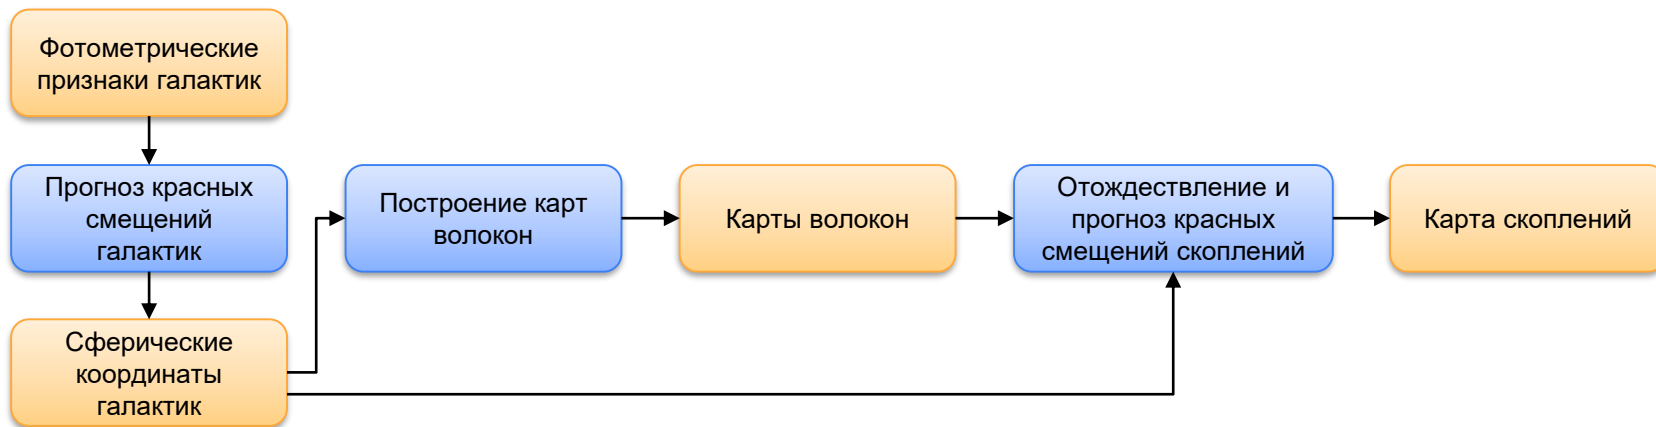 Фотометрические
признаки галактик
Прогноз красных
смещений
галактик
Сферические
координаты
галактик
Построение карт
волокон
Карты волокон
Отождествление и
прогноз красных
смещений скоплений
Карта скоплений